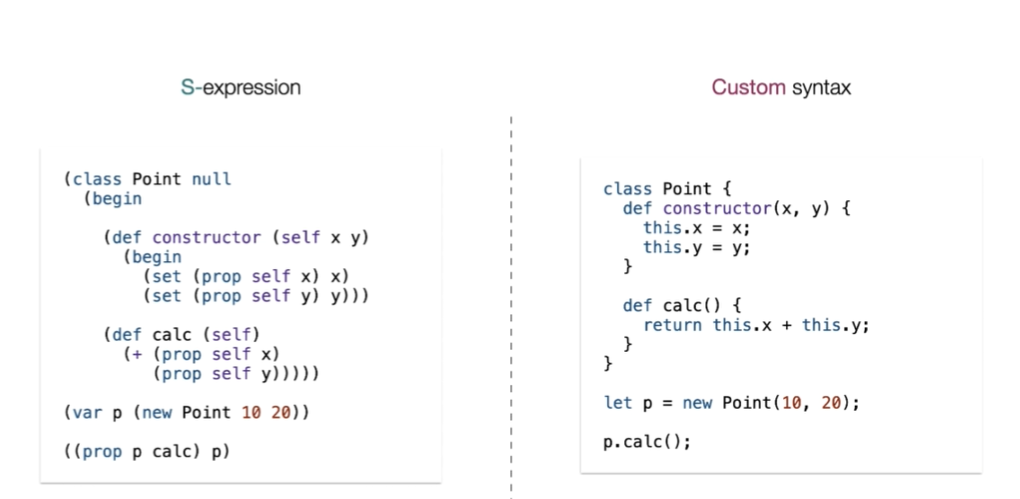 S-expression
(class Point null
  (begin
    (def constructor (self x y)
      (begin
        (set (prop self x) x)
        (set (prop self y) y)))
    (def calc (self)
      (+ (prop self x)
         (prop self y)))))
(var p (new Point 10 20))
((prop p calc) p)
Custom syntax
class Point {
  def constructor(x, y) {
    this.x = x;
    this.y = y;
  }
  def calc() {
    return this.x + this.y;
  }
}
let p = new Point(10, 20);
p.calc();